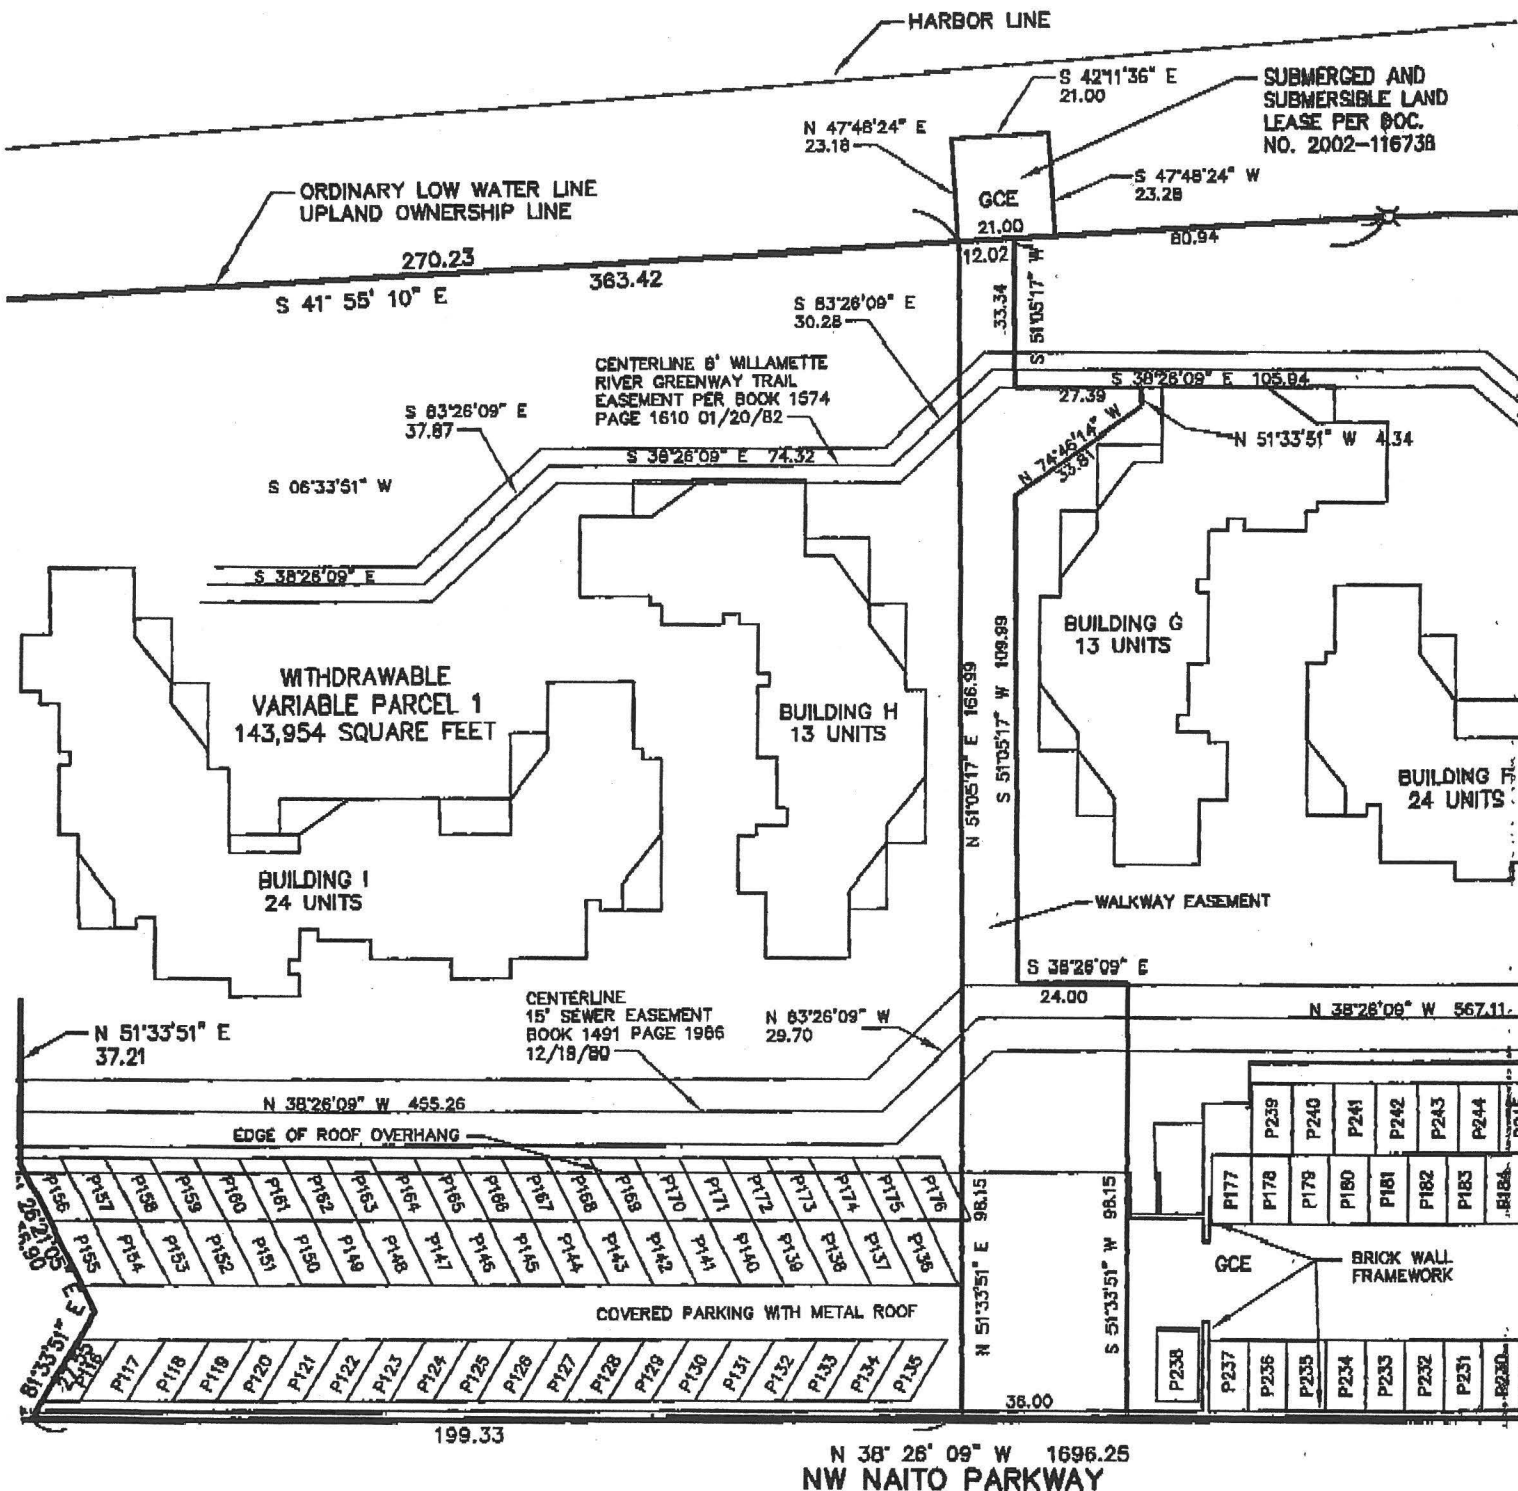 HARBOR LINE
S 42°11'36" E
21.00
SUBMERGED AND
SUBMERSIBLE LAND
LEASE PER DOC.
NO. 2002-116738
N 47°48'24" E
23.18
S 47°48'24" W
23.28
GCE
21.00
ORDINARY LOW WATER LINE
UPLAND OWNERSHIP LINE
270.23
363.42
S 41° 55' 10" E
12.02
80.94
33.34
S 51°05'17" W
S 83°26'09" E
30.28
CENTERLINE 8' WILLAMETTE
RIVER GREENWAY TRAIL
EASEMENT PER BOOK 1574
PAGE 1610 01/20/82
S 38°26'09" E 105.94
27.39
N 74°46'14" W
33.81
N 51°33'51" W 4.34
S 83°26'09" E
37.87
S 38°26'09" E 74.32
S 06°33'51" W
S 38°26'09" E
WITHDRAWABLE
VARIABLE PARCEL 1
143,954 SQUARE FEET
BUILDING H
13 UNITS
BUILDING G
13 UNITS
N 51°05'17" E 166.99
S 51°05'17" W 109.99
BUILDING F
24 UNITS
BUILDING I
24 UNITS
WALKWAY EASEMENT
S 38°26'09" E
24.00
CENTERLINE
15' SEWER EASEMENT
BOOK 1491 PAGE 1986
12/18/80
N 83°26'09" W
29.70
N 38°26'09" W 567.11
N 51°33'51" E
37.21
N 38°26'09" W 455.26
EDGE OF ROOF OVERHANG
P239 P240 P241 P242 P243 P244
P156 P157 P158 P159 P160 P161 P162 P163 P164 P165 P166 P167 P168 P169 P170 P171 P172 P173 P174 P175 P176
P177 P178 P179 P180 P181 P182 P183 P184
P155 P154 P153 P152 P151 P150 P149 P148 P147 P146 P145 P144 P143 P142 P141 P140 P139 P138 P137 P136
N 51°33'51" E 98.15
S 51°33'51" W 98.15
GCE
BRICK WALL
FRAMEWORK
COVERED PARKING WITH METAL ROOF
81°33'51" E
P116 P117 P118 P119 P120 P121 P122 P123 P124 P125 P126 P127 P128 P129 P130 P131 P132 P133 P134 P135
P238 P237 P236 P235 P234 P233 P232 P231 P230
36.00
199.33
N 38° 26' 09" W 1696.25
NW NAITO PARKWAY